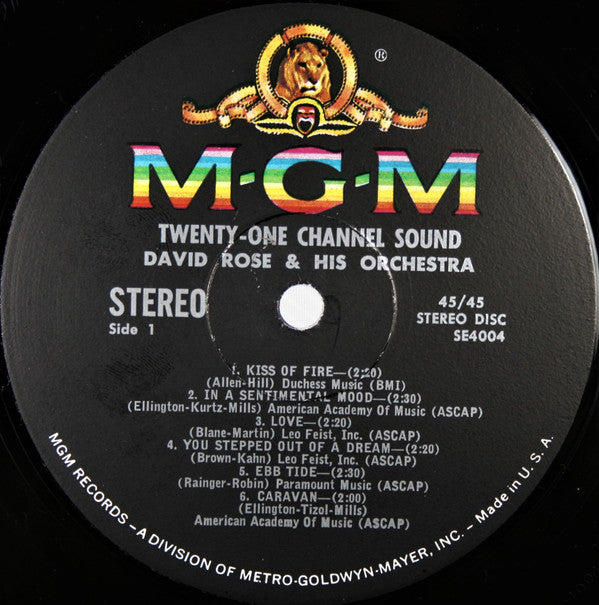 ®
M·G·M
TWENTY-ONE CHANNEL SOUND
DAVID ROSE & HIS ORCHESTRA
STEREO
Side 1
45/45
STEREO DISC
SE4004
1. KISS OF FIRE—(2:20)
(Allen-Hill) Duchess Music (BMI)
2. IN A SENTIMENTAL MOOD—(2:30)
(Ellington-Kurtz-Mills) American Academy Of Music (ASCAP)
3. LOVE—(2:20)
(Blane-Martin) Leo Feist, Inc. (ASCAP)
4. YOU STEPPED OUT OF A DREAM—(2:20)
(Brown-Kahn) Leo Feist, Inc. (ASCAP)
5. EBB TIDE—(2:30)
(Rainger-Robin) Paramount Music (ASCAP)
6. CARAVAN—(2:00)
(Ellington-Tizol-Mills)
American Academy Of Music (ASCAP)
MGM RECORDS – A DIVISION OF METRO-GOLDWYN-MAYER, INC. – Made in U. S. A.